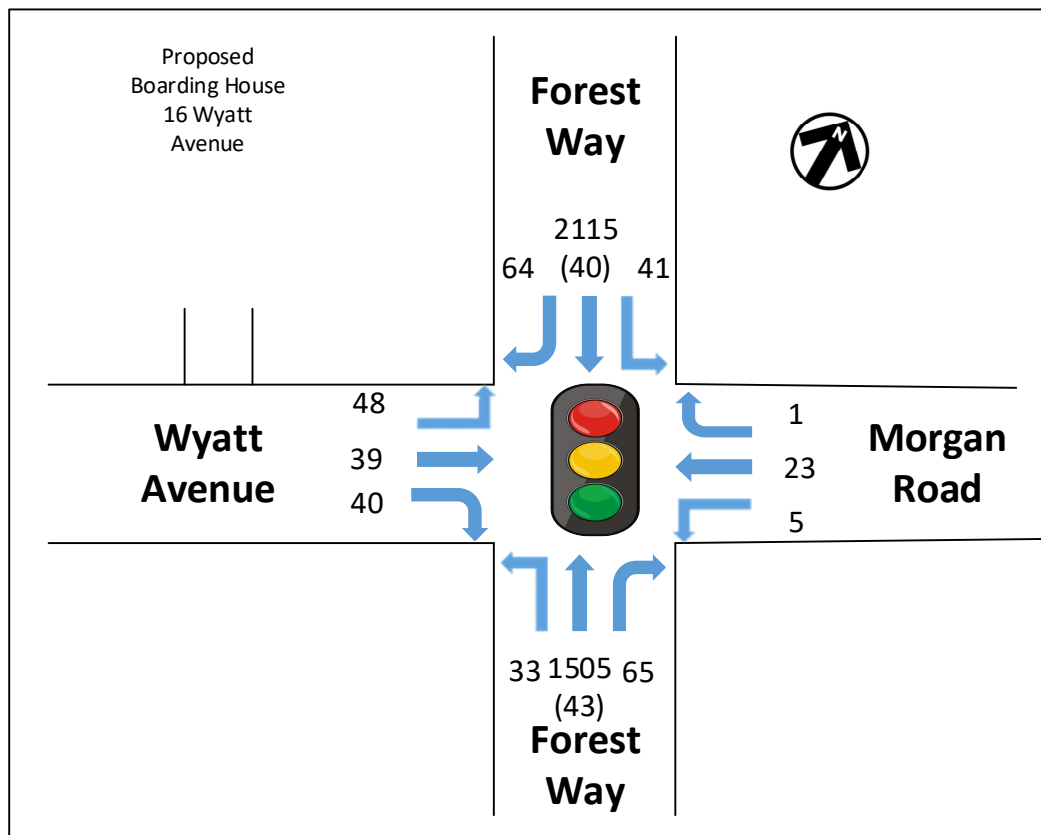 Proposed
Boarding House
16 Wyatt
Avenue
Forest
Way
N
2115
64 (40) 41
48
39
40
Wyatt
Avenue
1
23
5
Morgan
Road
33 1505 65
(43)
Forest
Way